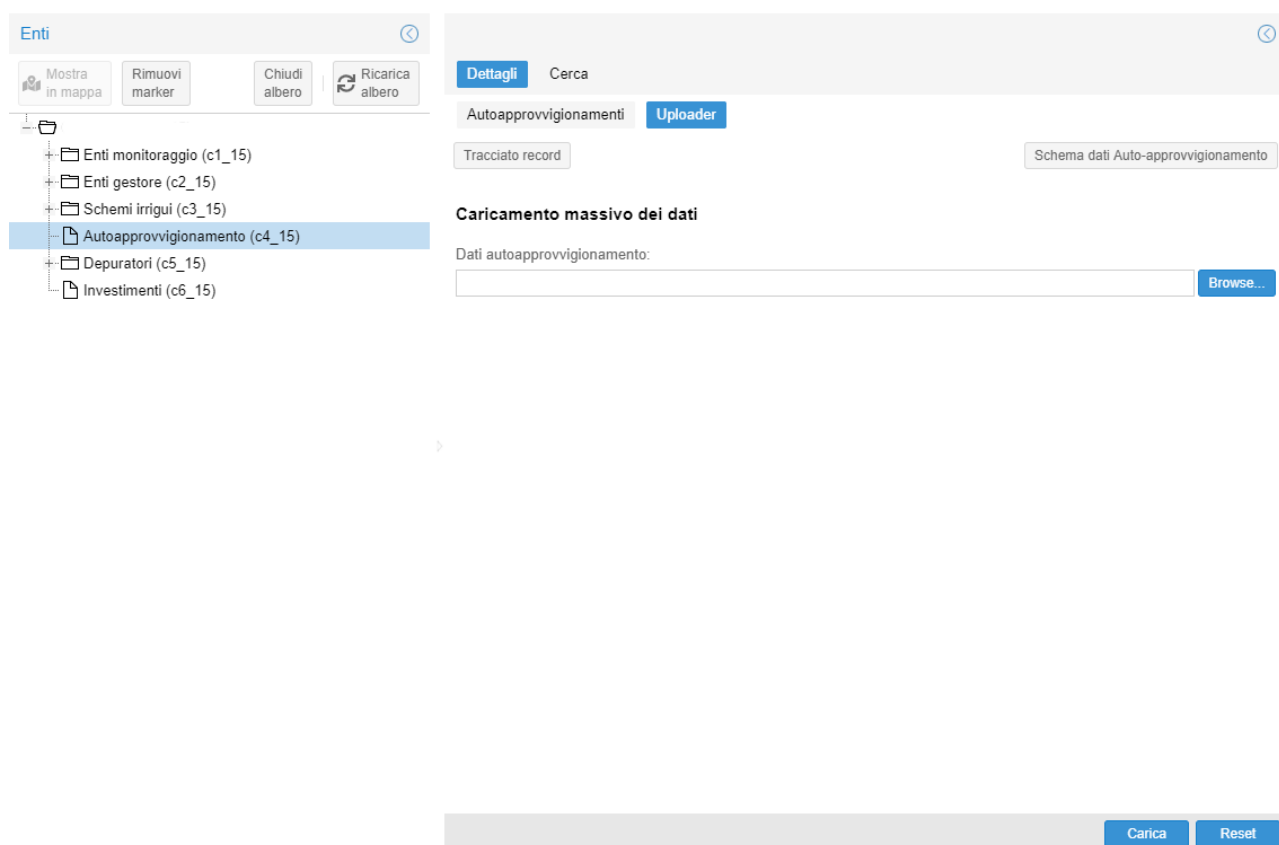 Enti
Mostra
in mappa
Rimuovi
marker
Chiudi
albero
Ricarica
albero
Enti monitoraggio (c1_15)
Enti gestore (c2_15)
Schemi irrigui (c3_15)
Autoapprovvigionamento (c4_15)
Depuratori (c5_15)
Investimenti (c6_15)
Dettagli Cerca
Autoapprovvigionamenti Uploader
Tracciato record Schema dati Auto-approvvigionamento
Caricamento massivo dei dati
Dati autoapprovvigionamento:
Browse...
Carica Reset